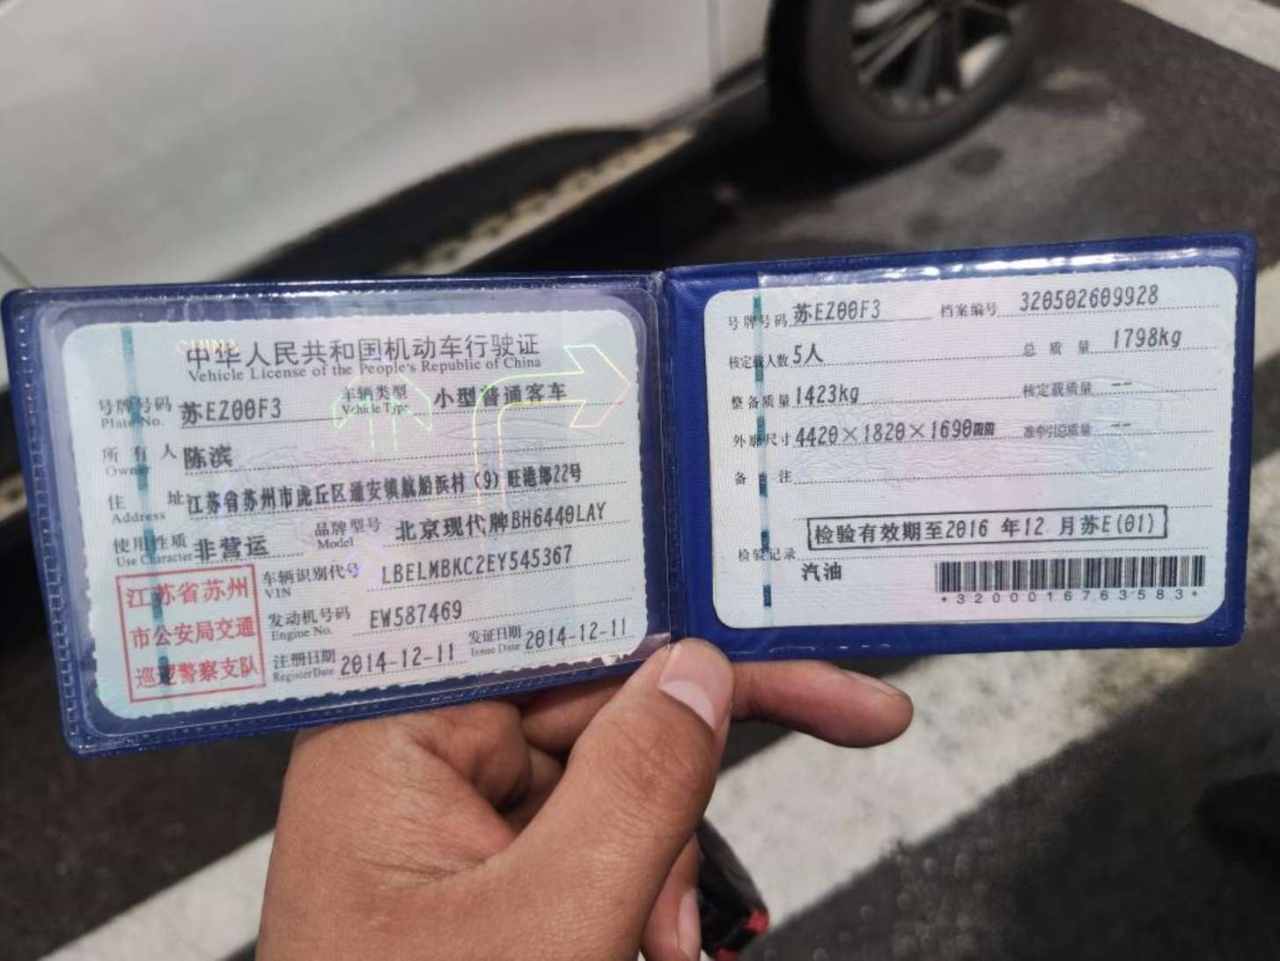 中华人民共和国机动车行驶证
Vehicle License of the People's Republic of China
号牌号码 苏EZ00F3 车辆类型 小型普通客车
Plate No. Vehicle Type
所有人 陈滨
Owner
住址 江苏省苏州市虎丘区通安镇航船浜村(9)旺港部22号
Address
使用性质 非营运 品牌型号 北京现代牌BH6440LAY
Use Character Model
江苏省苏州
市公安局交通
巡逻警察支队
车辆识别代号 LBELMBKC2EY545367
VIN
发动机号码 EW587469
Engine No.
注册日期 2014-12-11 发证日期 2014-12-11
Register Date Issue Date
号牌号码 苏EZ00F3 档案编号 320502609928
核定载人数 5人 总质量 1798kg
整备质量 1423kg 核定载质量 --
外廓尺寸 4420×1820×1690mm 准牵引总质量 --
备注
检验有效期至2016年12月苏E(01)
检验记录
汽油
*3200016763583*